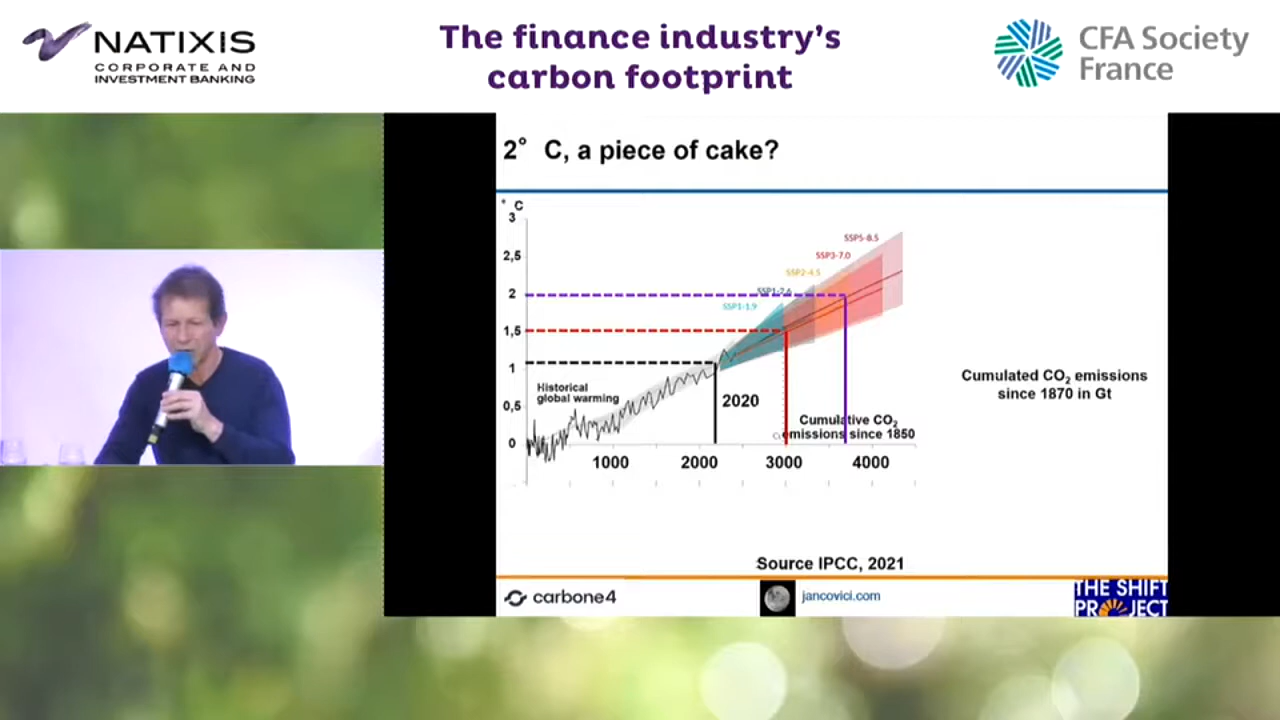 NATIXIS
CORPORATE AND
INVESTMENT BANKING
The finance industry's
carbon footprint
CFA Society
France
2° C, a piece of cake?
° C
3
2,5
2
1,5
1
0,5
0
SSP5-8.5
SSP3-7.0
SSP2-4.5
SSP1-2.6
SSP1-1.9
Historical
global warming
2020
Cumulative CO2
emissions since 1850
1000
2000
3000
4000
Cumulated CO2 emissions
since 1870 in Gt
Source IPCC, 2021
carbone4
jancovici.com
THE SHIFT
PROJECT